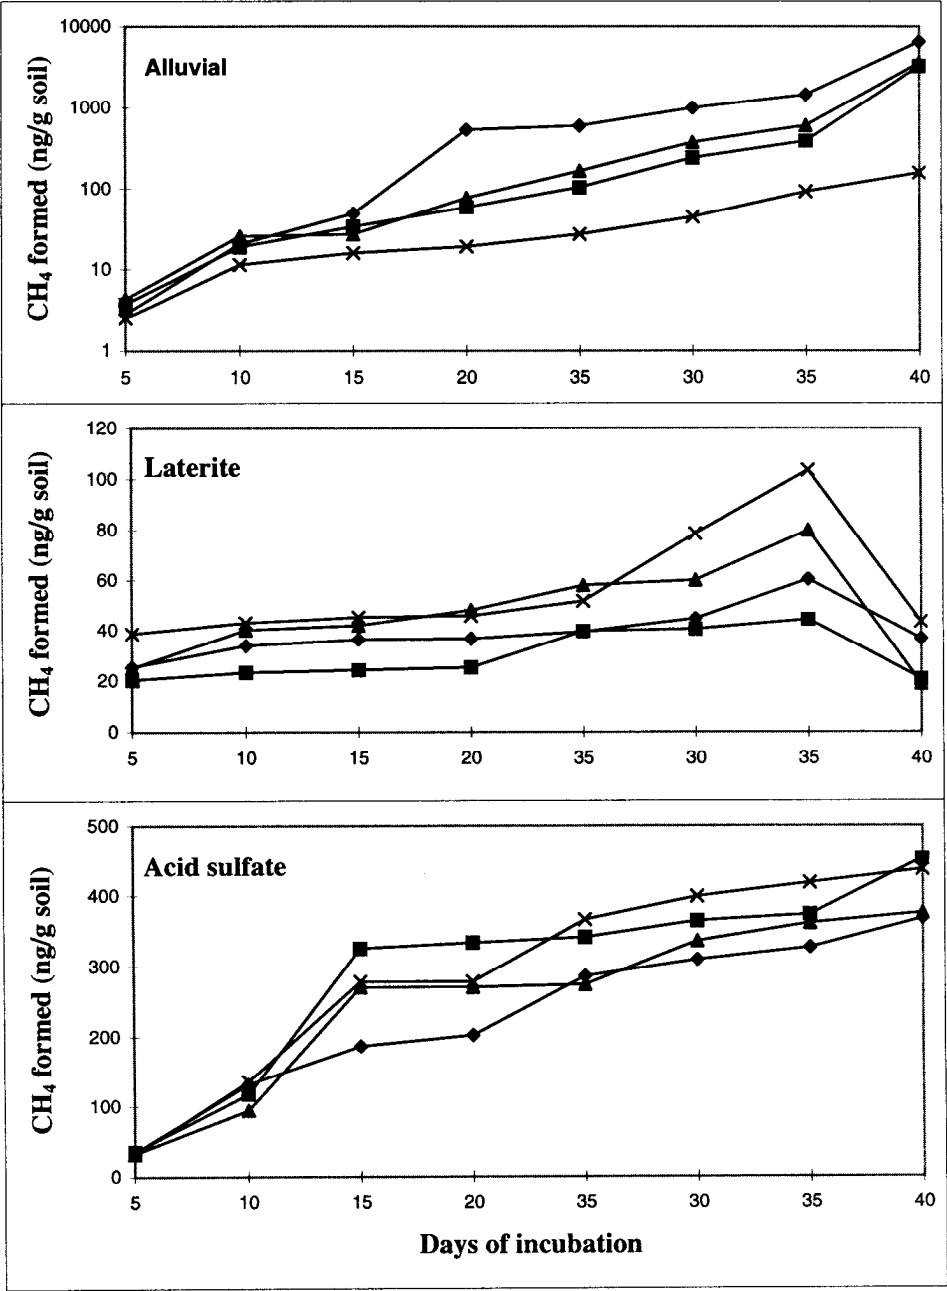 10000
Alluvial
1000
100
10
1
CH₄ formed (ng/g soil)
5 10 15 20 35 30 35 40
120
Laterite
100
80
60
40
20
0
CH₄ formed (ng/g soil)
5 10 15 20 35 30 35 40
500
Acid sulfate
400
300
200
100
0
CH₄ formed (ng/g soil)
5 10 15 20 35 30 35 40
Days of incubation